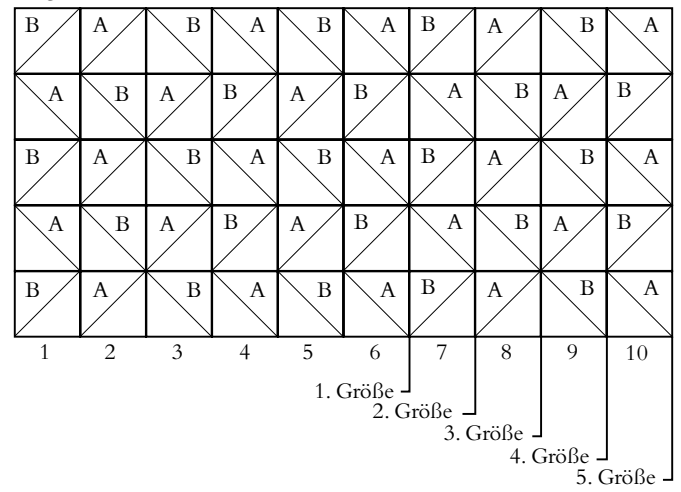 B A B A B A B A B A
A B A B A B A B A B
B A B A B A B A B A
A B A B A B A B A B
B A B A B A B A B A
1 2 3 4 5 6 7 8 9 10
1. Größe
2. Größe
3. Größe
4. Größe
5. Größe